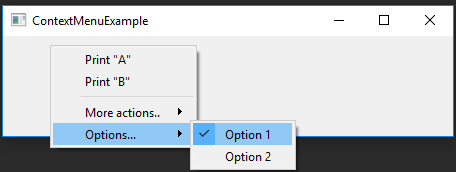 ContextMenuExample
Print "A"
Print "B"
More actions..
Options...
Option 1
Option 2